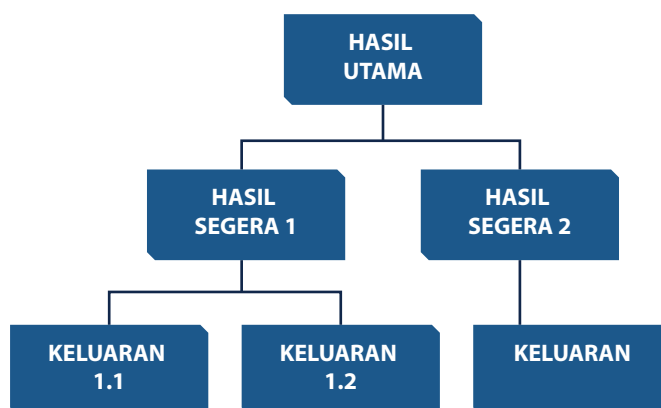 HASIL
UTAMA
HASIL
SEGERA 1
HASIL
SEGERA 2
KELUARAN
1.1
KELUARAN
1.2
KELUARAN